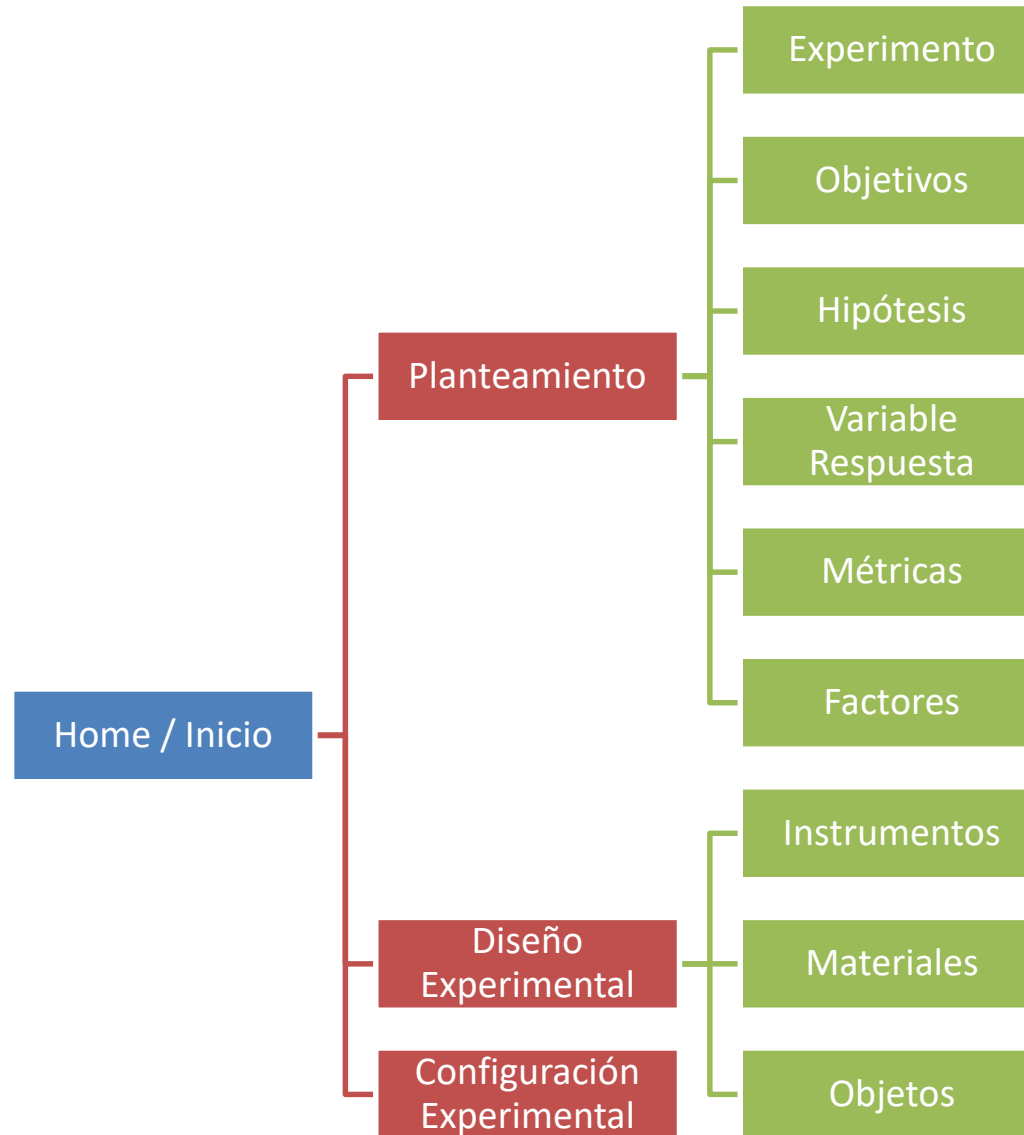 Home / Inicio
Planteamiento
Experimento
Objetivos
Hipótesis
Variable
Respuesta
Métricas
Factores
Diseño
Experimental
Instrumentos
Materiales
Objetos
Configuración
Experimental